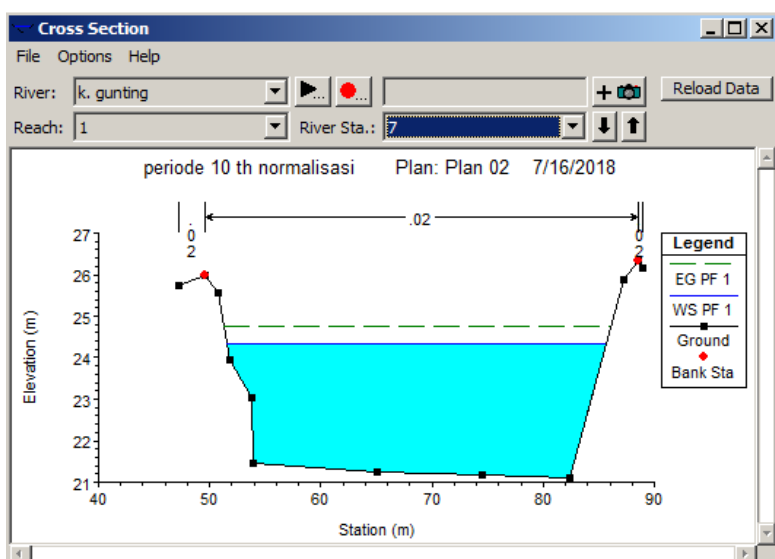 Cross Section
File Options Help
River: k. gunting
Reload Data
Reach: 1 River Sta.: 7
periode 10 th normalisasi Plan: Plan 02 7/16/2018
.02
.02
.02
Legend
EG PF 1
WS PF 1
Ground
Bank Sta
27
26
25
24
23
22
21
Elevation (m)
40 50 60 70 80 90
Station (m)